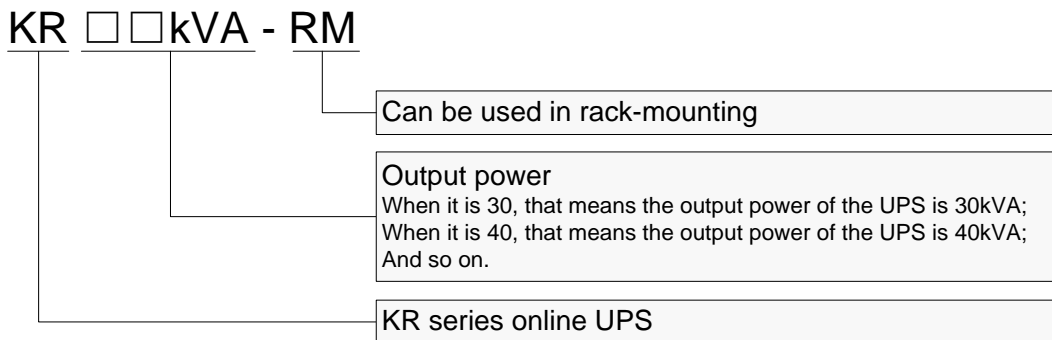 KR □□kVA - RM
Can be used in rack-mounting
Output power
When it is 30, that means the output power of the UPS is 30kVA;
When it is 40, that means the output power of the UPS is 40kVA;
And so on.
KR series online UPS